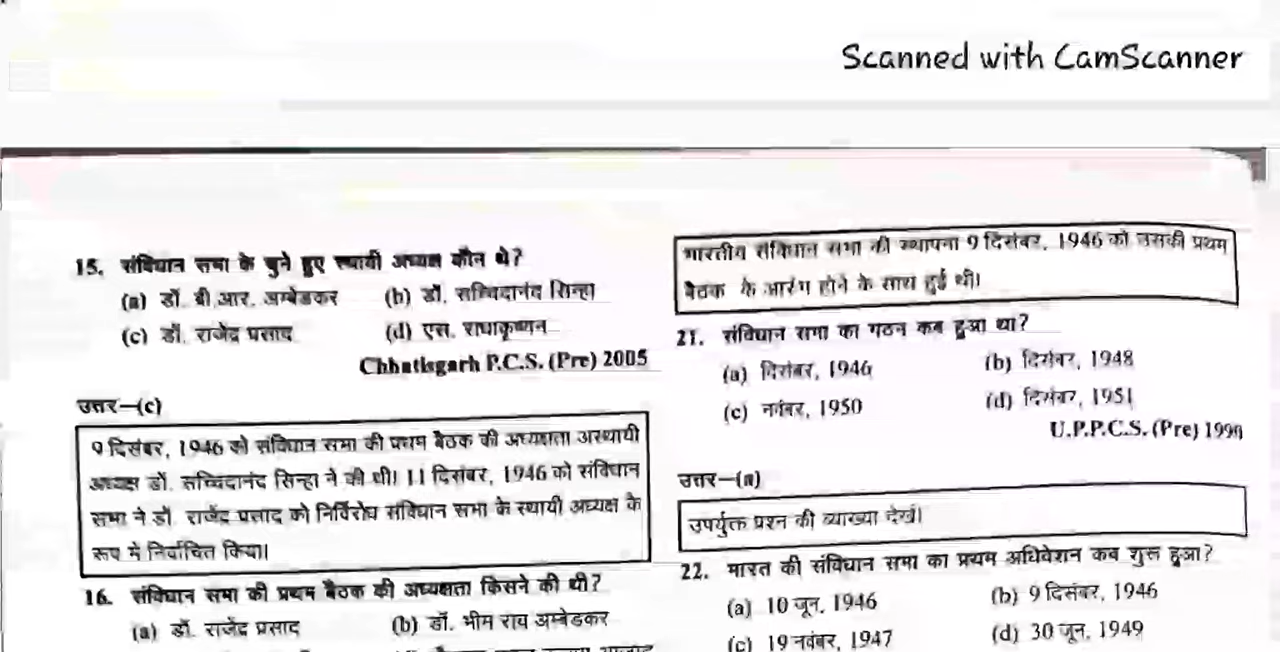 Scanned with CamScanner
15. संविधान सभा के चुने हुए स्थायी अध्यक्ष कौन थे?
(a) डॉ. बी.आर. अम्बेडकर (b) डॉ. सच्चिदानंद सिन्हा
(c) डॉ. राजेंद्र प्रसाद (d) एस. राधाकृष्णन
Chhattisgarh P.C.S. (Pre) 2005
उत्तर—(c)
9 दिसंबर, 1946 को संविधान सभा की प्रथम बैठक की अध्यक्षता अस्थायी
अध्यक्ष डॉ. सच्चिदानंद सिन्हा ने की थी। 11 दिसंबर, 1946 को संविधान
सभा ने डॉ. राजेंद्र प्रसाद को निर्विरोध संविधान सभा के स्थायी अध्यक्ष के
रूप में निर्वाचित किया।
16. संविधान सभा की प्रथम बैठक की अध्यक्षता किसने की थी?
(a) डॉ. राजेंद्र प्रसाद (b) डॉ. भीम राव अम्बेडकर
भारतीय संविधान सभा की स्थापना 9 दिसंबर, 1946 को उसकी प्रथम
बैठक के आरंभ होने के साथ हुई थी।
21. संविधान सभा का गठन कब हुआ था?
(a) दिसंबर, 1946 (b) दिसंबर, 1948
(c) नवंबर, 1950 (d) दिसंबर, 1951
U.P.P.C.S. (Pre) 1990
उत्तर—(a)
उपर्युक्त प्रश्न की व्याख्या देखें।
22. भारत की संविधान सभा का प्रथम अधिवेशन कब शुरू हुआ?
(a) 10 जून, 1946 (b) 9 दिसंबर, 1946
(c) 19 नवंबर, 1947 (d) 30 जून, 1949